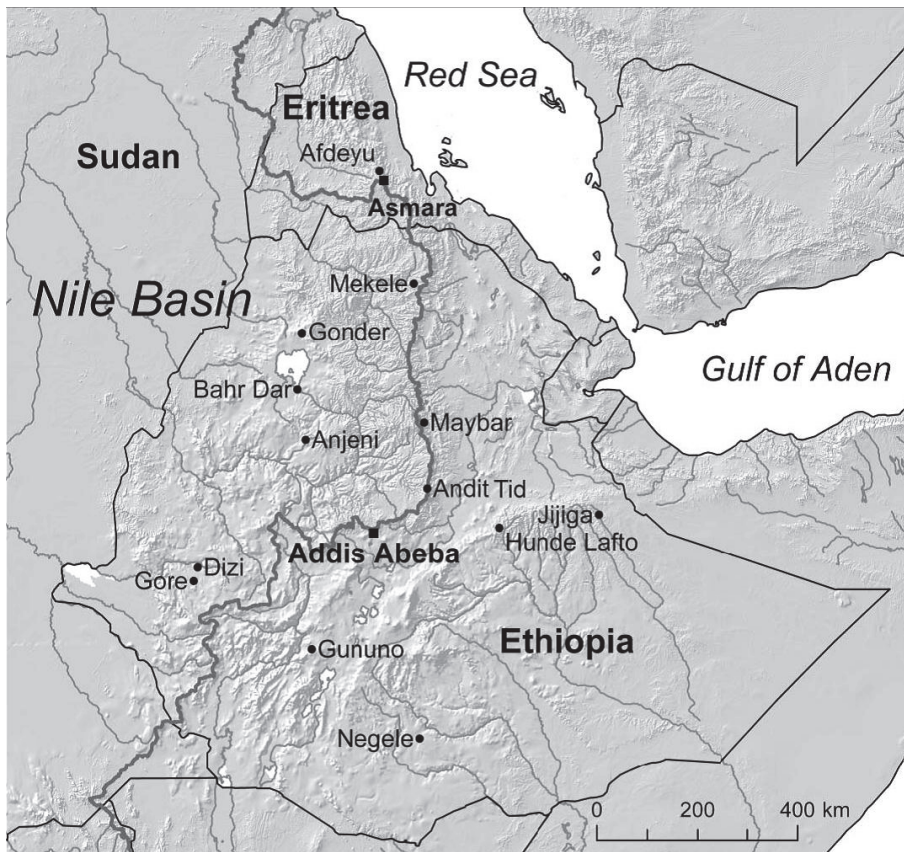 Red Sea
Eritrea
Sudan
Afdeyu
Asmara
Mekele
Nile Basin
Gonder
Gulf of Aden
Bahr Dar
Maybar
Anjeni
Andit Tid
Jijiga
Hunde Lafto
Addis Abeba
Dizi
Gore
Ethiopia
Gununo
Negele
0 200 400 km